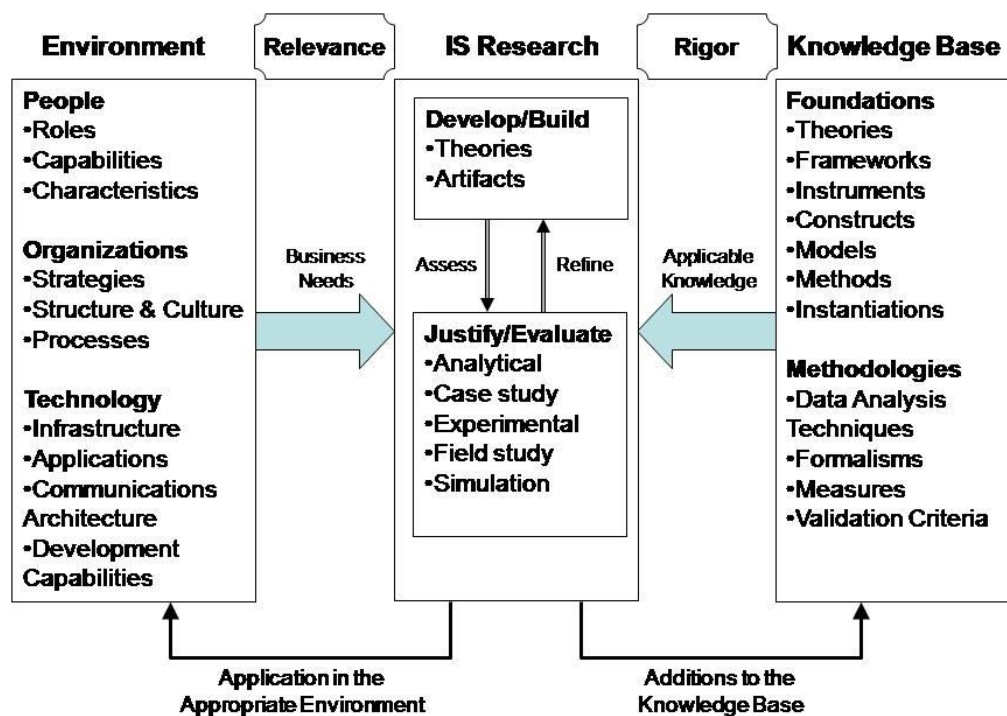 Environment
Relevance
IS Research
Rigor
Knowledge Base
People
•Roles
•Capabilities
•Characteristics
Organizations
•Strategies
•Structure & Culture
•Processes
Technology
•Infrastructure
•Applications
•Communications
Architecture
•Development
Capabilities
Business
Needs
Develop/Build
•Theories
•Artifacts
Assess
Refine
Justify/Evaluate
•Analytical
•Case study
•Experimental
•Field study
•Simulation
Applicable
Knowledge
Foundations
•Theories
•Frameworks
•Instruments
•Constructs
•Models
•Methods
•Instantiations
Methodologies
•Data Analysis
Techniques
•Formalisms
•Measures
•Validation Criteria
Application in the
Appropriate Environment
Additions to the
Knowledge Base